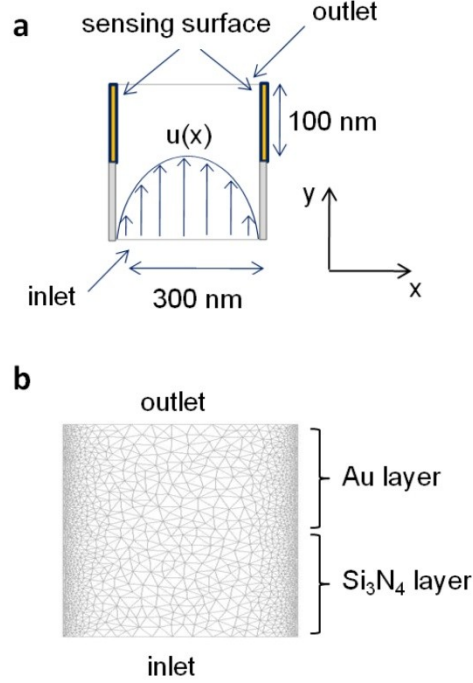 a
sensing surface
outlet
100 nm
u(x)
y
x
inlet
300 nm
b
outlet
Au layer
Si₃N₄ layer
inlet